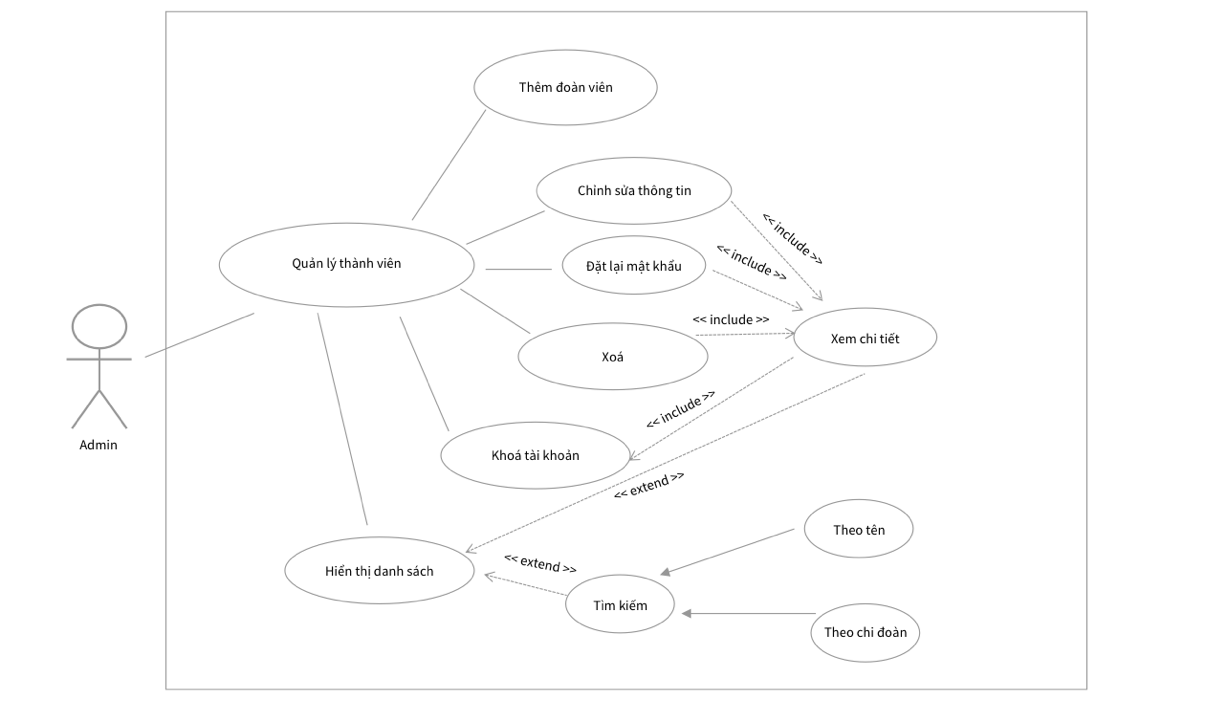 Thêm đoàn viên
Chỉnh sửa thông tin
<< include >>
<< include >>
Quản lý thành viên
Đặt lại mật khẩu
<< include >>
Xem chi tiết
Xoá
<< include >>
Admin
Khoá tài khoản
<< extend >>
Theo tên
<< extend >>
Hiển thị danh sách
Tìm kiếm
Theo chi đoàn